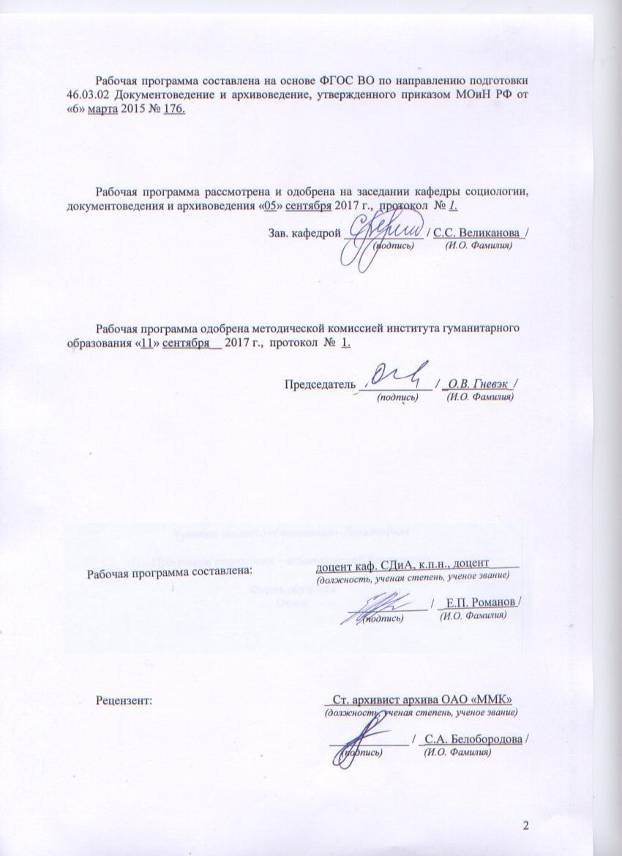 Рабочая программа составлена на основе ФГОС ВО по направлению подготовки
46.03.02 Документоведение и архивоведение, утвержденного приказом МОиН РФ от
«6» марта 2015 № 176.
Рабочая программа рассмотрена и одобрена на заседании кафедры социологии,
документоведения и архивоведения «05» сентября 2017 г., протокол № 1.
Зав. кафедрой ______________ / С.С. Великанова /
(подпись) (И.О. Фамилия)
Рабочая программа одобрена методической комиссией института гуманитарного
образования «11» сентября 2017 г., протокол № 1.
Председатель _____________ / О.В. Гневэк /
(подпись) (И.О. Фамилия)
Рабочая программа составлена: доцент каф. СДиА, к.п.н., доцент
(должность, ученая степень, ученое звание)
_____________ / Е.П. Романов /
(подпись) (И.О. Фамилия)
Рецензент: Ст. архивист архива ОАО «ММК»
(должность, ученая степень, ученое звание)
_____________ / С.А. Белобородова /
(подпись) (И.О. Фамилия)
2